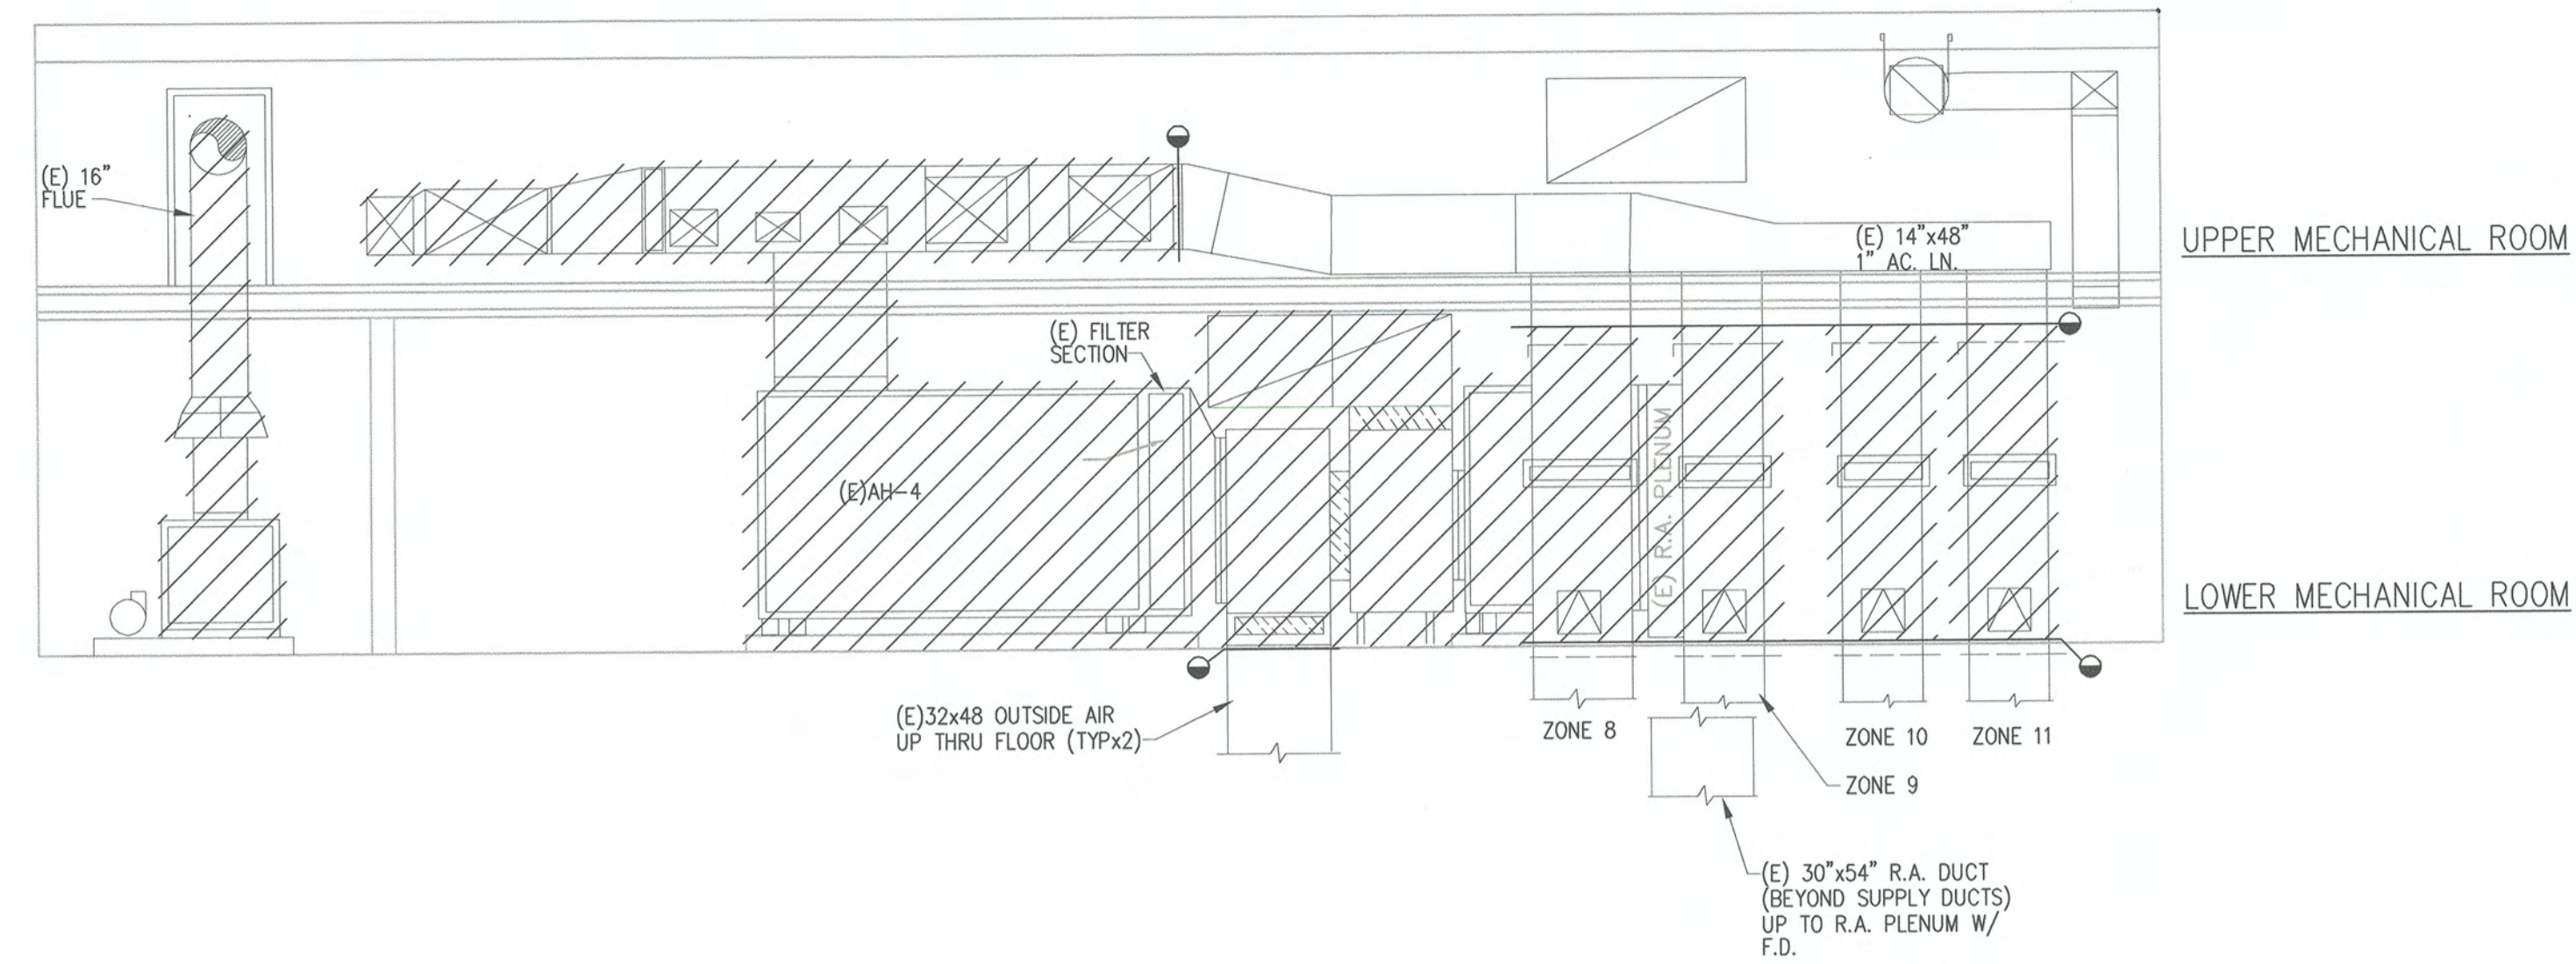 (E) 16"
FLUE
(E) 14"x48"
1" AC. LN.
UPPER MECHANICAL ROOM
(E) FILTER
SECTION
(E)AH-4
(E) R.A. PLENUM
LOWER MECHANICAL ROOM
(E)32x48 OUTSIDE AIR
UP THRU FLOOR (TYPx2)
ZONE 8
ZONE 10
ZONE 11
ZONE 9
(E) 30"x54" R.A. DUCT
(BEYOND SUPPLY DUCTS)
UP TO R.A. PLENUM W/
F.D.